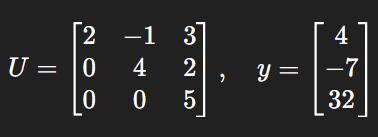 U = [2 −1 3; 0 4 2; 0 0 5], y = [4; −7; 32]